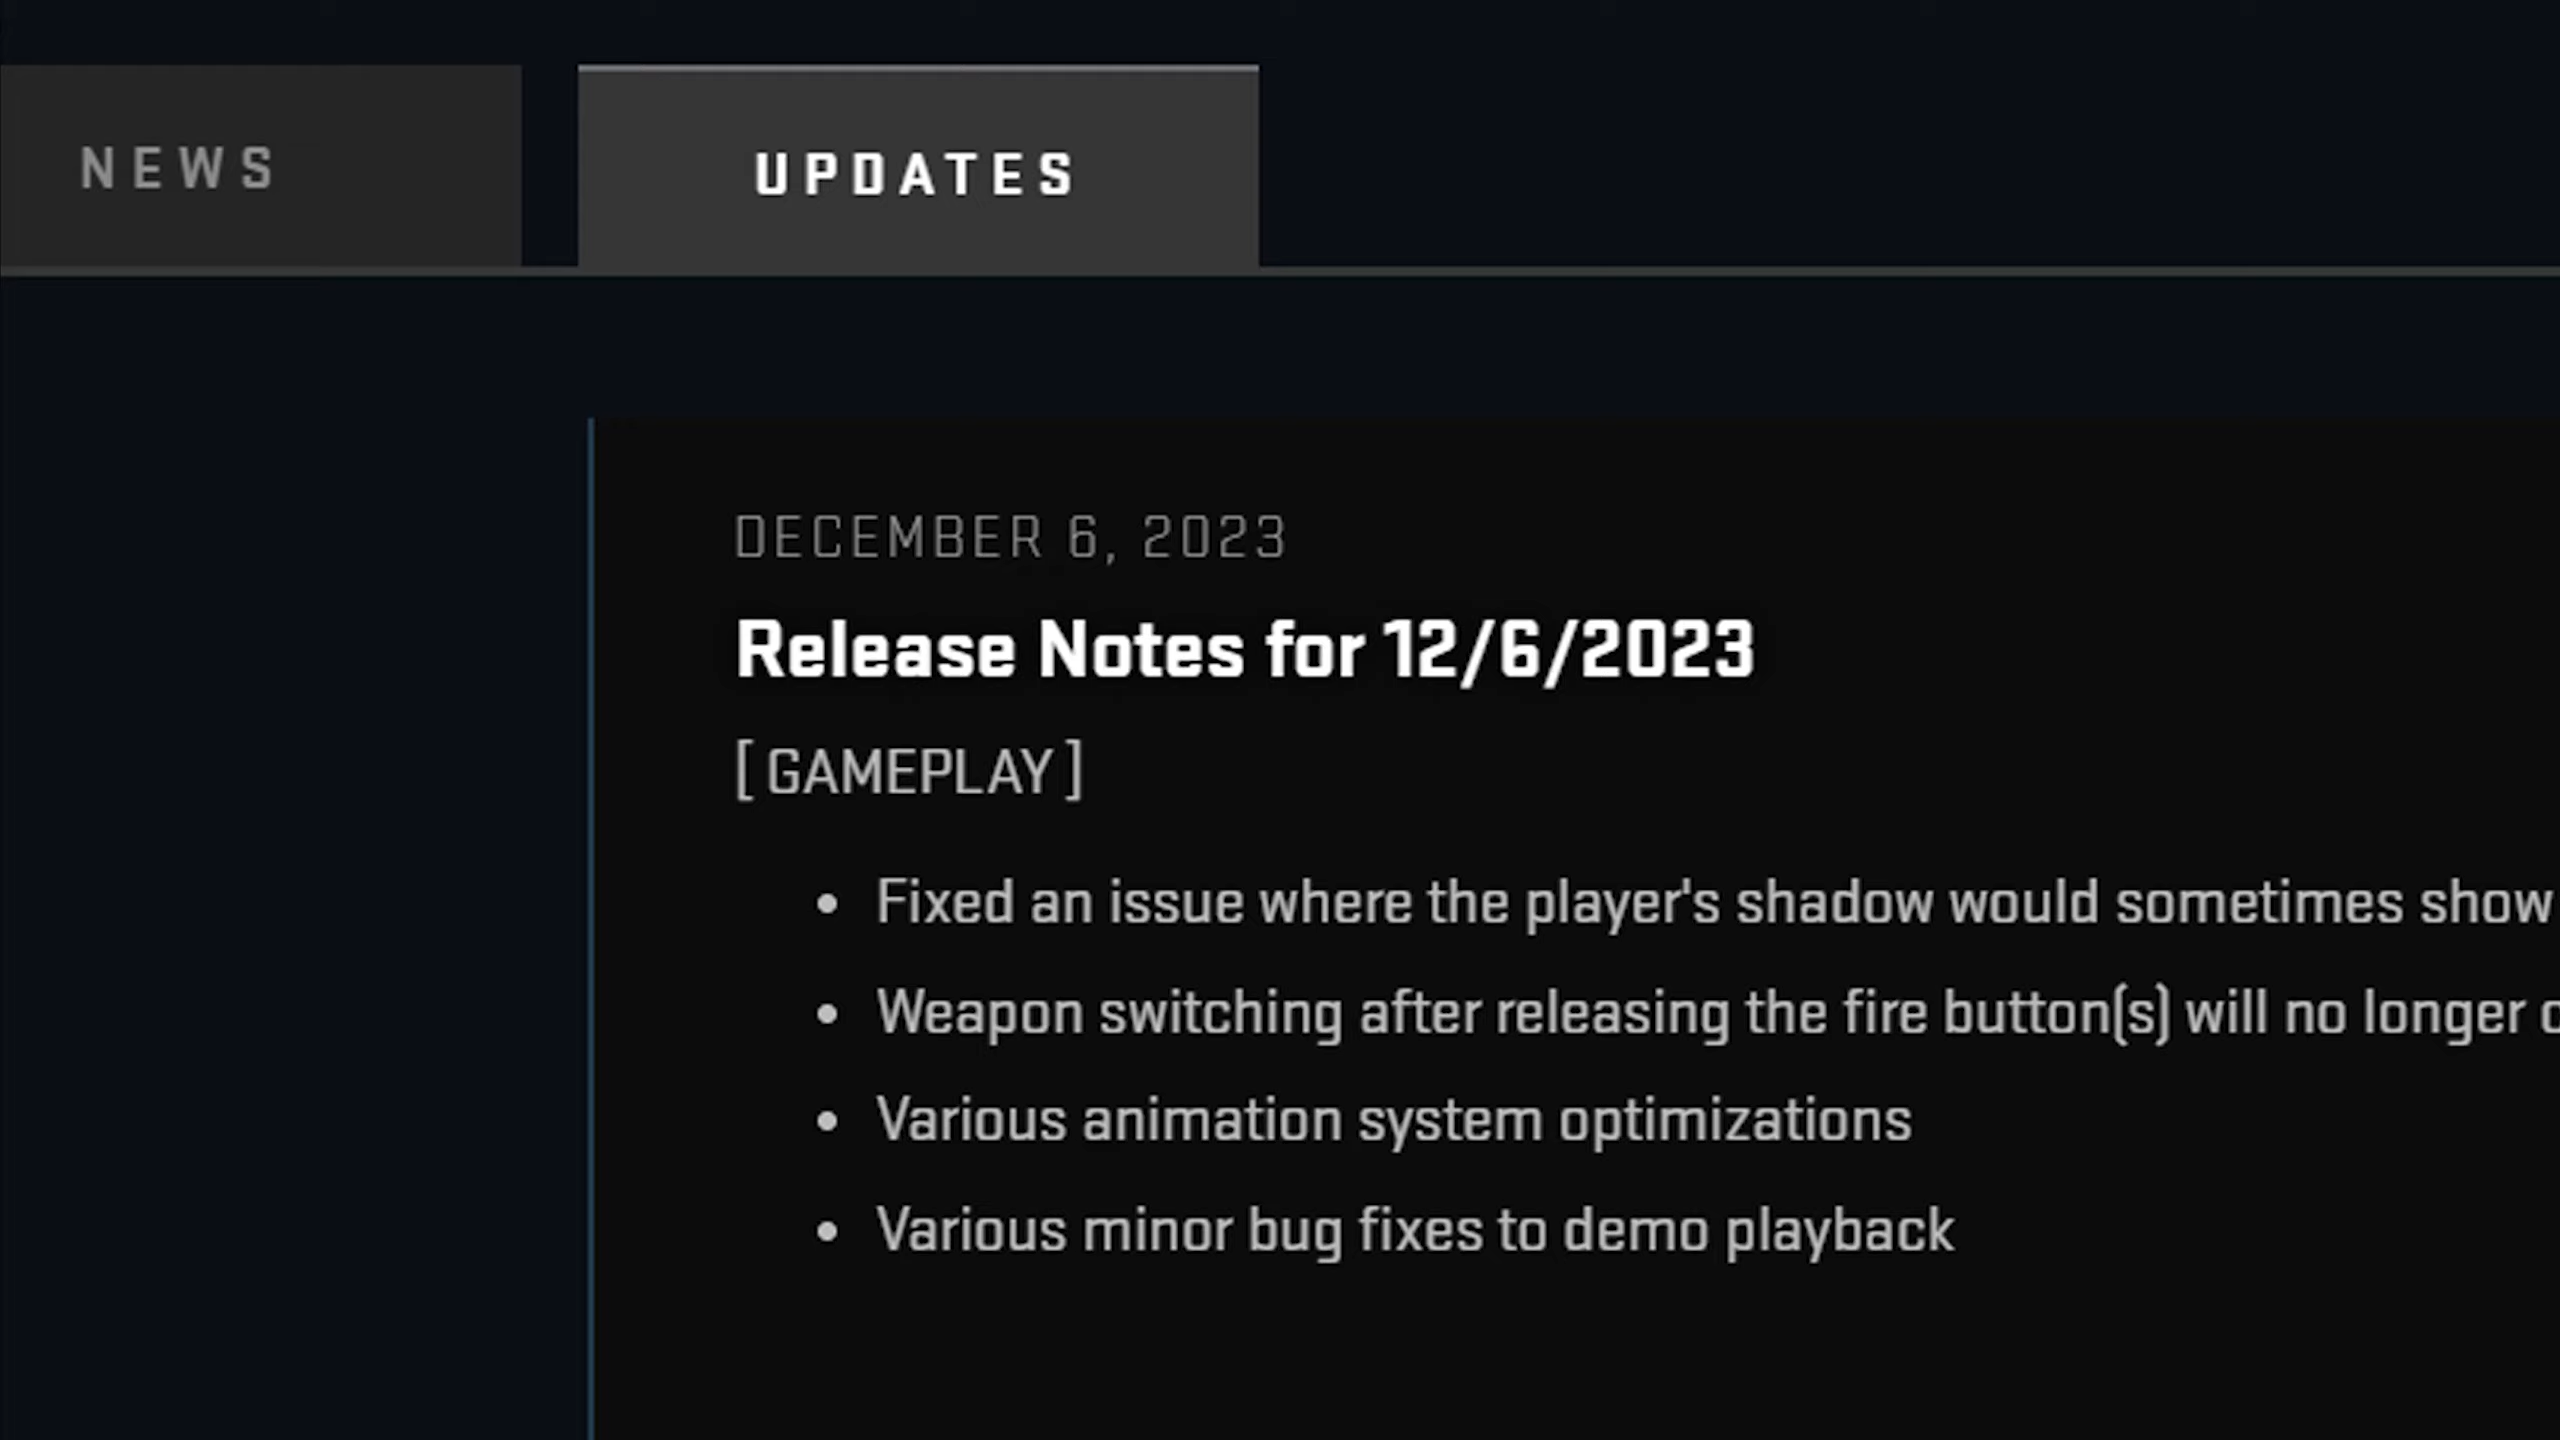 NEWS
UPDATES
DECEMBER 6, 2023
Release Notes for 12/6/2023
[ GAMEPLAY ]
• Fixed an issue where the player's shadow would sometimes show
• Weapon switching after releasing the fire button(s) will no longer
• Various animation system optimizations
• Various minor bug fixes to demo playback